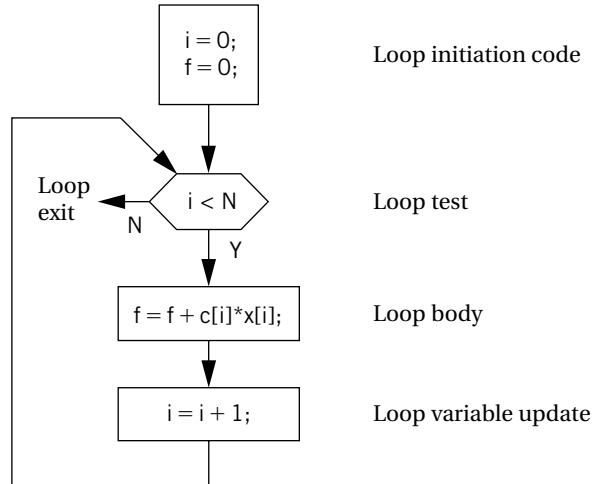 i = 0;
f = 0;
Loop initiation code
Loop
exit
N
i < N
Loop test
Y
f = f + c[i]*x[i];
Loop body
i = i + 1;
Loop variable update